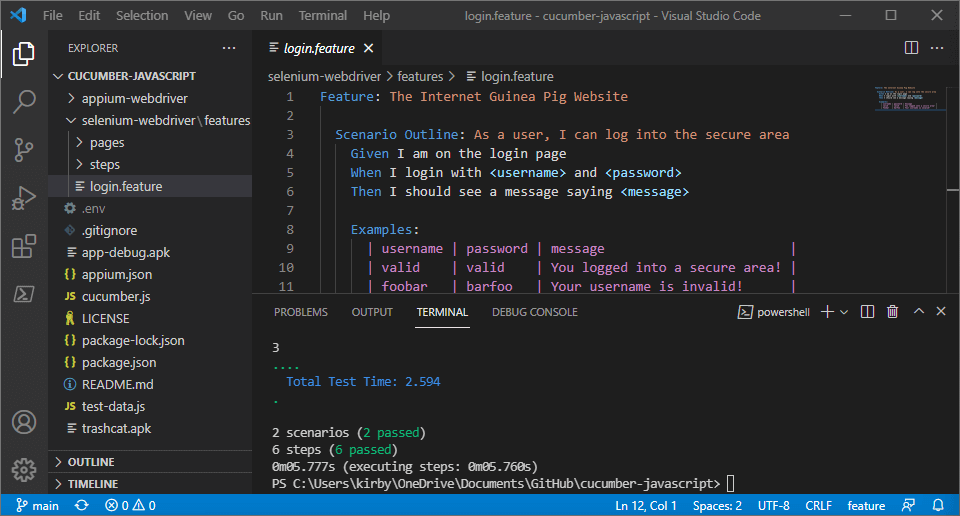 File Edit View Go Run Terminal Help login.feature - cucumber-javascript - Visual Studio Code
EXPLORER
CUCUMBER-JAVASCRIPT
appium-webdriver
selenium-webdriver\features
pages
steps
login.feature
.env
.gitignore
app-debug.apk
appium.json
cucumber.js
LICENSE
package-lock.json
package.json
README.md
test-data.js
trashcat.apk
OUTLINE
TIMELINE
login.feature
selenium-webdriver > features > login.feature
1 Feature: The Internet Guinea Pig Website
2
3 Scenario Outline: As a user, I can log into the secure area
4 Given I am on the login page
5 When I login with <username> and <password>
6 Then I should see a message saying <message>
7
8 Examples:
9 | username | password | message |
10 | valid | valid | You logged into a secure area! |
11 | foobar | barfoo | Your username is invalid! |
PROBLEMS OUTPUT TERMINAL DEBUG CONSOLE powershell
3
....
Total Test Time: 2.594
.
2 scenarios (2 passed)
6 steps (6 passed)
0m05.777s (executing steps: 0m05.760s)
PS C:\Users\kirby\OneDrive\Documents\GitHub\cucumber-javascript>
main 0 0 Ln 12, Col 1 Spaces: 2 UTF-8 CRLF feature